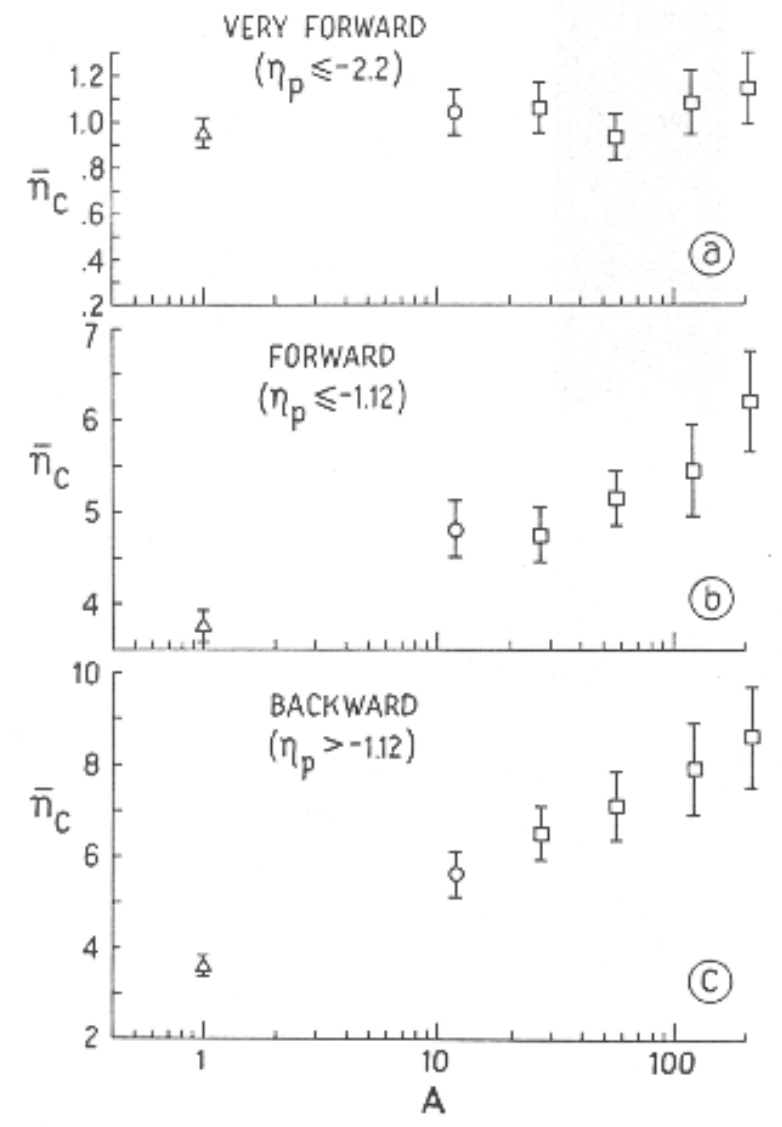 VERY FORWARD
(ηp ⩽-2.2)
1.2
1.0
.8
.6
.4
.2
n̄C
a
FORWARD
(ηp ⩽-1.12)
7
6
5
4
n̄C
b
BACKWARD
(ηp > -1.12)
10
8
6
4
2
n̄C
C
1 10 100
A